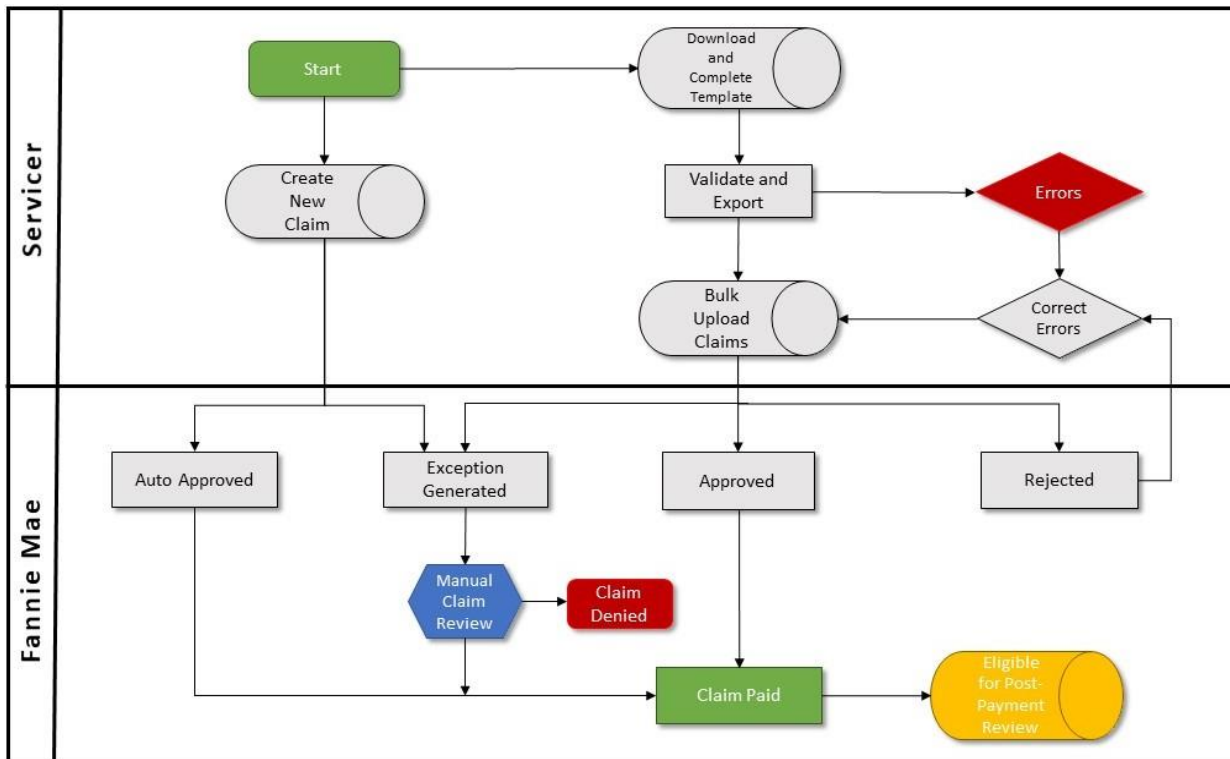 Servicer
Start
Download
and
Complete
Template
Create
New
Claim
Validate and
Export
Errors
Bulk
Upload
Claims
Correct
Errors
Fannie Mae
Auto Approved
Exception
Generated
Approved
Rejected
Manual
Claim
Review
Claim
Denied
Claim Paid
Eligible
for Post-
Payment
Review